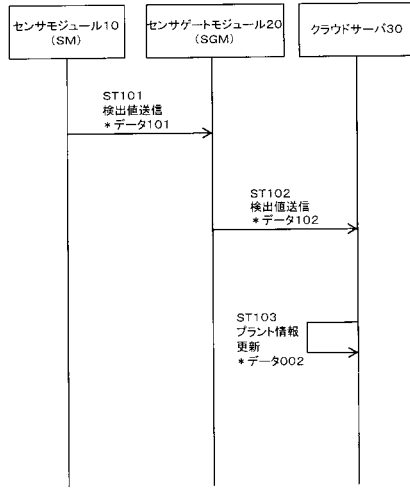 センサモジュール10
(SM)
センサゲートモジュール20
(SGM)
クラウドサーバ30
ST101
検出値送信
*データ101
ST102
検出値送信
*データ102
ST103
プラント情報
更新
*データ002